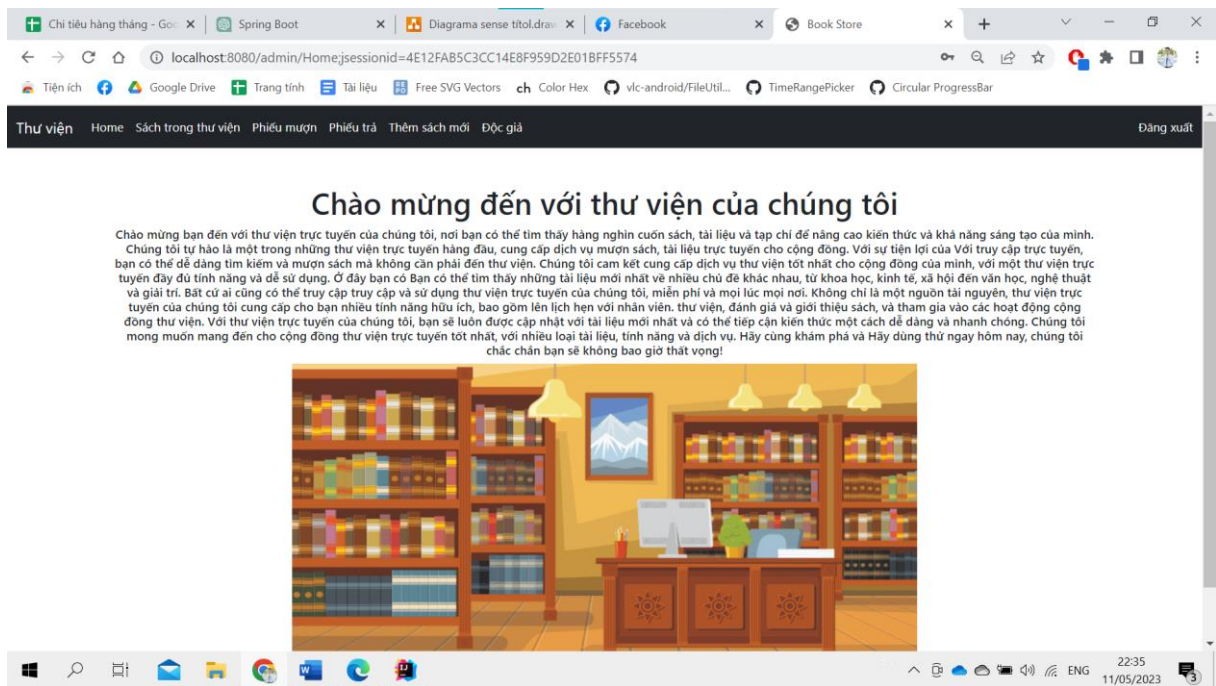 Chi tiêu hàng tháng - Goo
Spring Boot
Diagrama sense títol.draw
Facebook
Book Store
localhost:8080/admin/Home;jsessionid=4E12FAB5C3CC14E8F959D2E01BFF5574
Tiện ích Google Drive Trang tính Tài liệu Free SVG Vectors ch Color Hex vlc-android/FileUtil... TimeRangePicker Circular ProgressBar
Thư viện Home Sách trong thư viện Phiếu mượn Phiếu trả Thêm sách mới Độc giả Đăng xuất
Chào mừng đến với thư viện của chúng tôi
Chào mừng bạn đến với thư viện trực tuyến của chúng tôi, nơi bạn có thể tìm thấy hàng nghìn cuốn sách, tài liệu và tạp chí để nâng cao kiến thức và khả năng sáng tạo của mình.
Chúng tôi tự hào là một trong những thư viện trực tuyến hàng đầu, cung cấp dịch vụ mượn sách, tài liệu trực tuyến cho cộng đồng. Với sự tiện lợi của Với truy cập trực tuyến,
bạn có thể dễ dàng tìm kiếm và mượn sách mà không cần phải đến thư viện. Chúng tôi cam kết cung cấp dịch vụ thư viện tốt nhất cho cộng đồng của mình, với một thư viện trực
tuyến đầy đủ tính năng và dễ sử dụng. Ở đây bạn có Bạn có thể tìm thấy những tài liệu mới nhất về nhiều chủ đề khác nhau, từ khoa học, kinh tế, xã hội đến văn học, nghệ thuật
và giải trí. Bất cứ ai cũng có thể truy cập truy cập và sử dụng thư viện trực tuyến của chúng tôi, miễn phí và mọi lúc mọi nơi. Không chỉ là một nguồn tài nguyên, thư viện trực
tuyến của chúng tôi cung cấp cho bạn nhiều tính năng hữu ích, bao gồm lên lịch hẹn với nhân viên. thư viện, đánh giá và giới thiệu sách, và tham gia vào các hoạt động cộng
đồng thư viện. Với thư viện trực tuyến của chúng tôi, bạn sẽ luôn được cập nhật với tài liệu mới nhất và có thể tiếp cận kiến thức một cách dễ dàng và nhanh chóng. Chúng tôi
mong muốn mang đến cho cộng đồng thư viện trực tuyến tốt nhất, với nhiều loại tài liệu, tính năng và dịch vụ. Hãy cùng khám phá và Hãy dùng thử ngay hôm nay, chúng tôi
chắc chắn bạn sẽ không bao giờ thất vọng!
ENG
22:35
11/05/2023
3